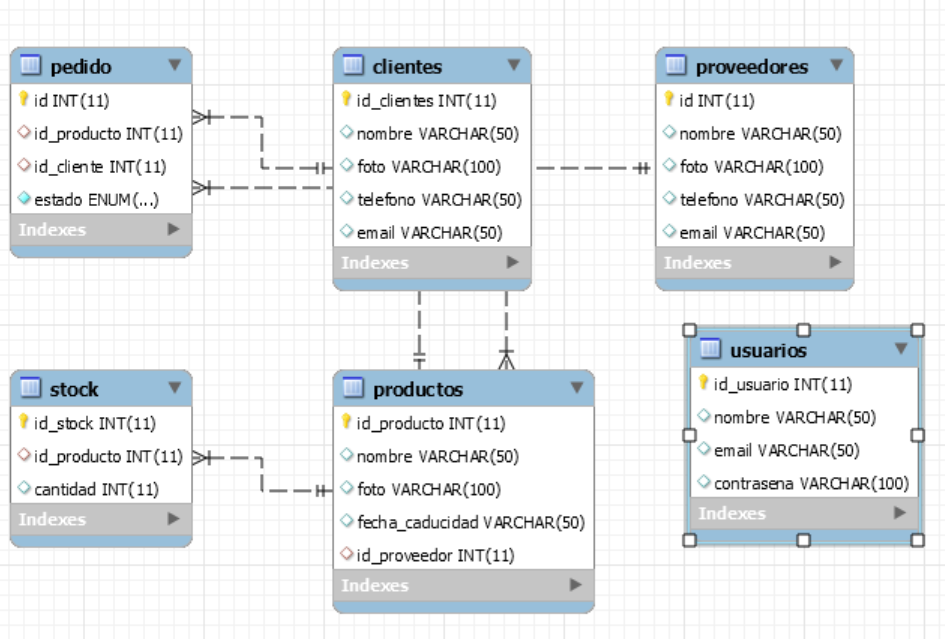 pedido
id INT(11)
id_producto INT(11)
id_cliente INT(11)
estado ENUM(...)
Indexes
clientes
id_clientes INT(11)
nombre VARCHAR(50)
foto VARCHAR(100)
telefono VARCHAR(50)
email VARCHAR(50)
Indexes
proveedores
id INT(11)
nombre VARCHAR(50)
foto VARCHAR(100)
telefono VARCHAR(50)
email VARCHAR(50)
Indexes
stock
id_stock INT(11)
id_producto INT(11)
cantidad INT(11)
Indexes
productos
id_producto INT(11)
nombre VARCHAR(50)
foto VARCHAR(100)
fecha_caducidad VARCHAR(50)
id_proveedor INT(11)
Indexes
usuarios
id_usuario INT(11)
nombre VARCHAR(50)
email VARCHAR(50)
contrasena VARCHAR(100)
Indexes